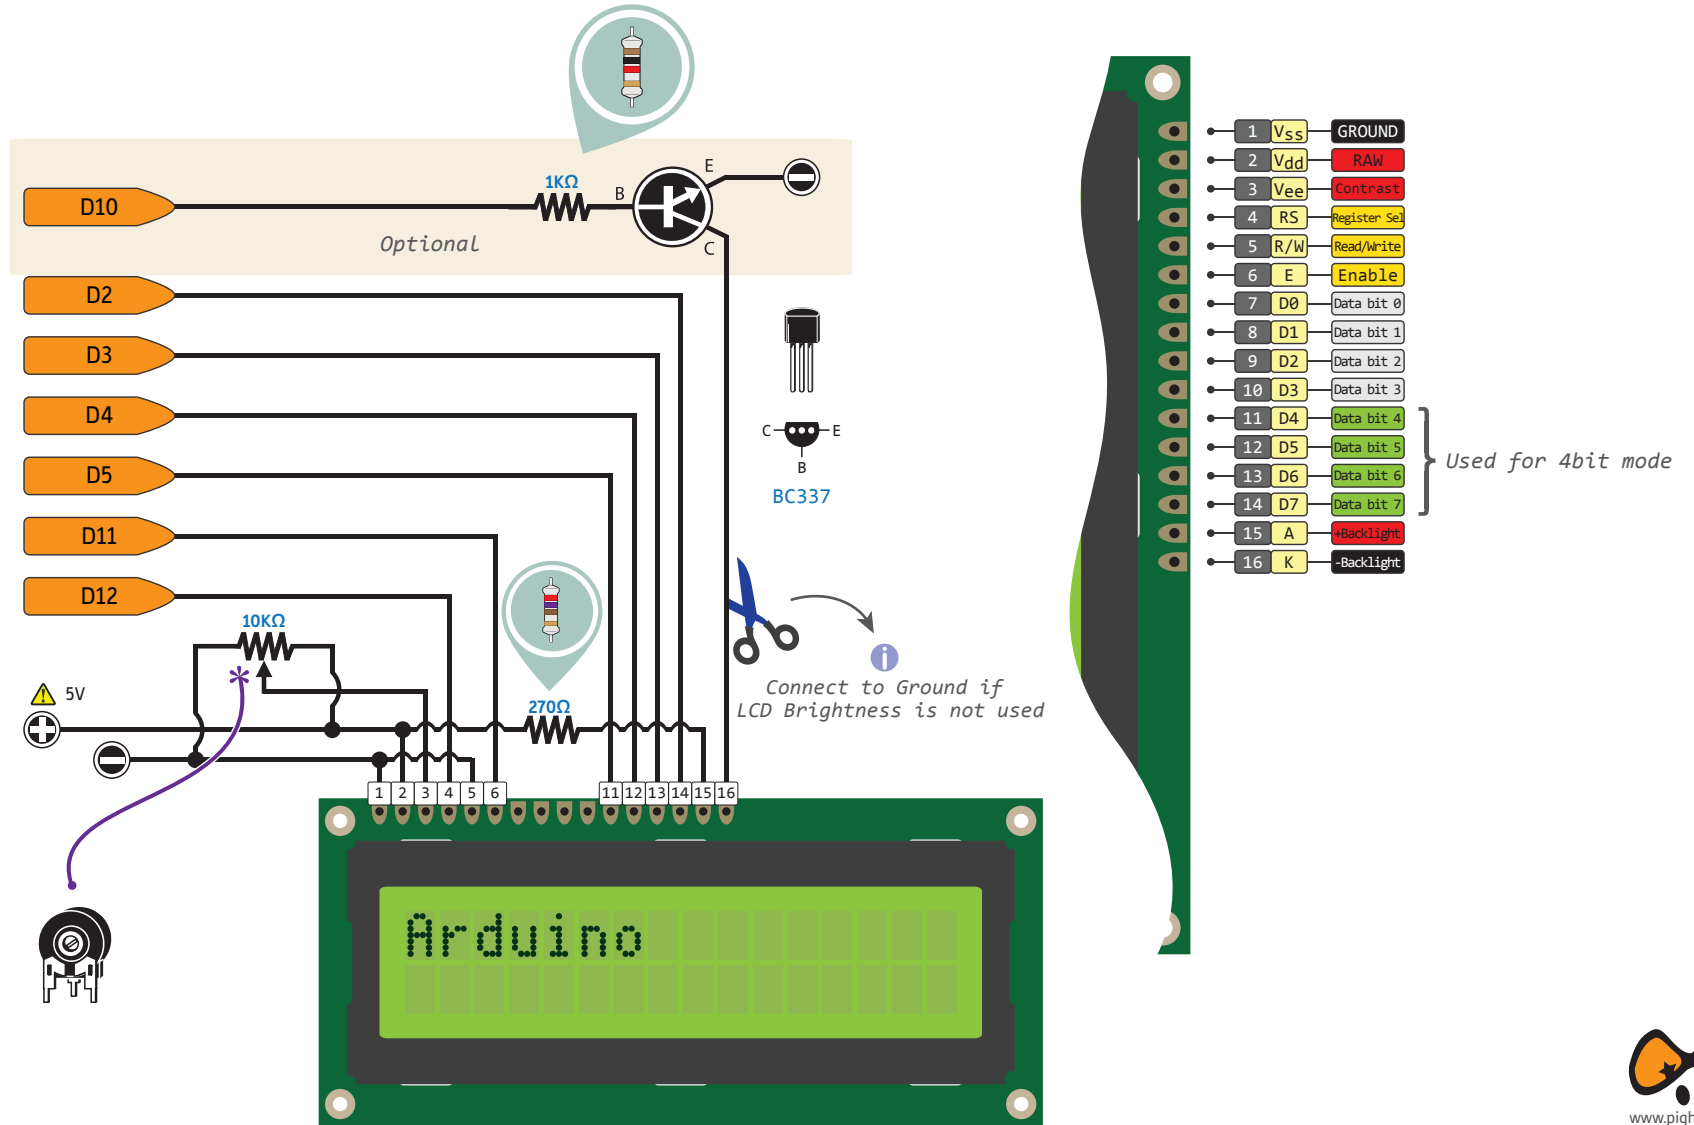 D10
1KΩ
B
E
C
Optional
D2
D3
D4
D5
D11
D12
C
E
B
BC337
10KΩ
5V
270Ω
Connect to Ground if
LCD Brightness is not used
1 2 3 4 5 6 11 12 13 14 15 16
Arduino
1 Vss GROUND
2 Vdd RAW
3 Vee Contrast
4 RS Register Sel
5 R/W Read/Write
6 E Enable
7 D0 Data bit 0
8 D1 Data bit 1
9 D2 Data bit 2
10 D3 Data bit 3
11 D4 Data bit 4
12 D5 Data bit 5
13 D6 Data bit 6
14 D7 Data bit 7
15 A +Backlight
16 K -Backlight
Used for 4bit mode